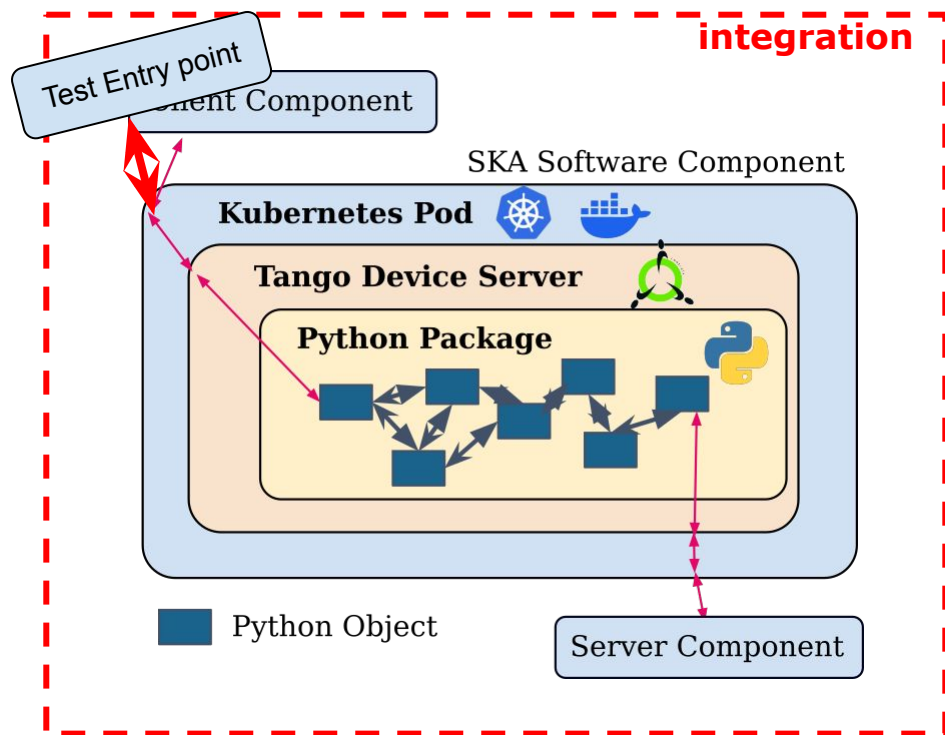 integration
Test Entry point
Client Component
SKA Software Component
Kubernetes Pod
Tango Device Server
Python Package
Python Object
Server Component